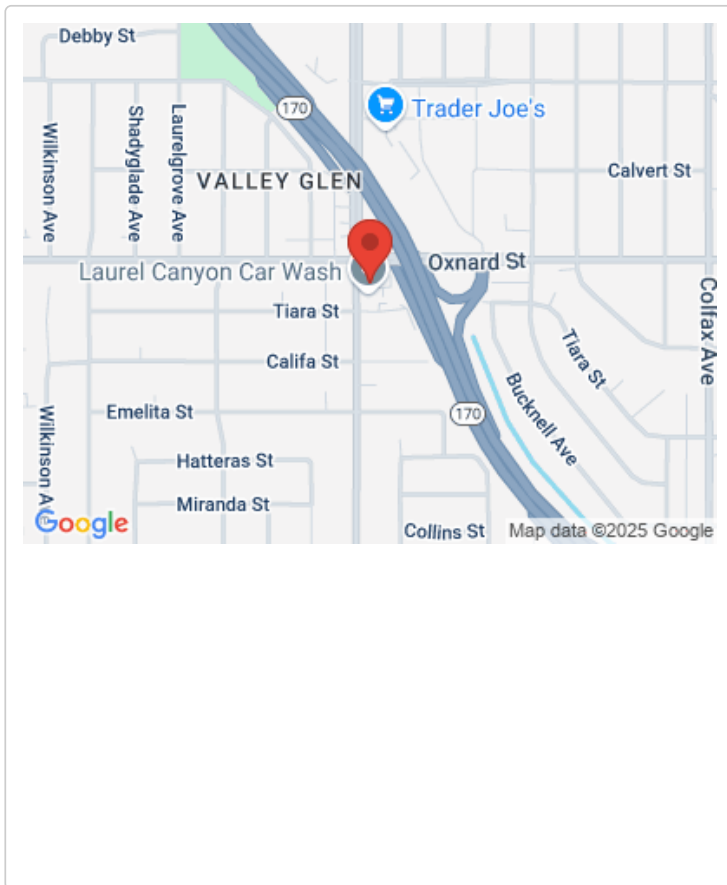 Debby St
170
Trader Joe's
Wilkinson Ave
Shadyglade Ave
Laurelgrove Ave
VALLEY GLEN
Calvert St
Laurel Canyon Car Wash
Oxnard St
Tiara St
Colfax Ave
Tiara St
Califa St
Bucknell Ave
Emelita St
170
Wilkinson Ave
Hatteras St
Miranda St
Collins St
Google
Map data ©2025 Google